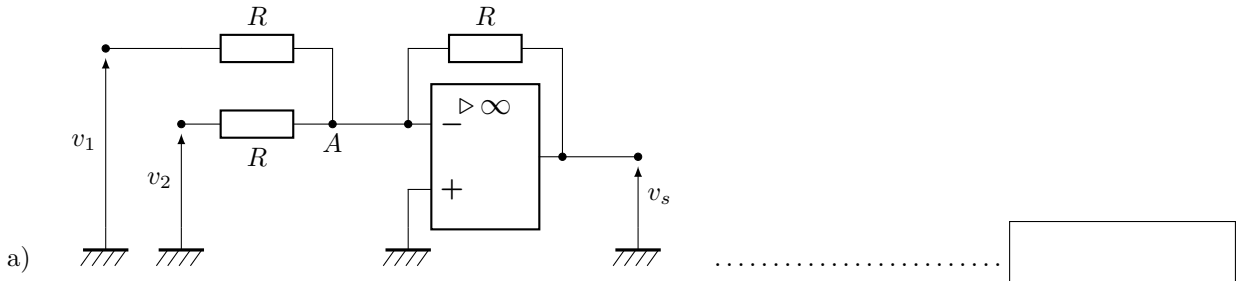 R R
▷ ∞
−
A
v1
R
v2
+
vs
a) ........................